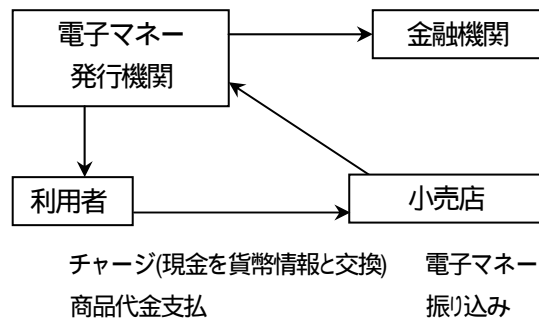 電子マネー
発行機関
金融機関
利用者
小売店
チャージ(現金を貨幣情報と交換) 電子マネー
商品代金支払 振り込み